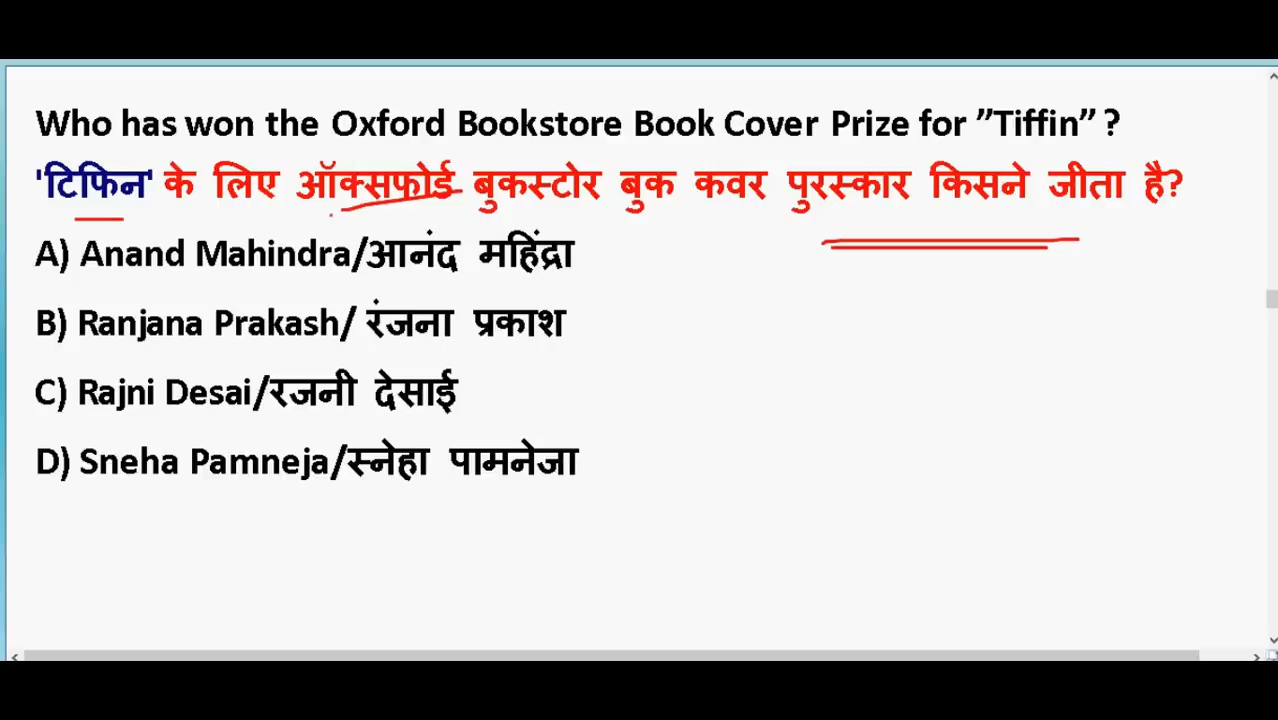 Who has won the Oxford Bookstore Book Cover Prize for ”Tiffin” ?
'टिफिन' के लिए ऑक्सफोर्ड बुकस्टोर बुक कवर पुरस्कार किसने जीता है?
A) Anand Mahindra/आनंद महिंद्रा
B) Ranjana Prakash/ रंजना प्रकाश
C) Rajni Desai/रजनी देसाई
D) Sneha Pamneja/स्नेहा पामनेजा